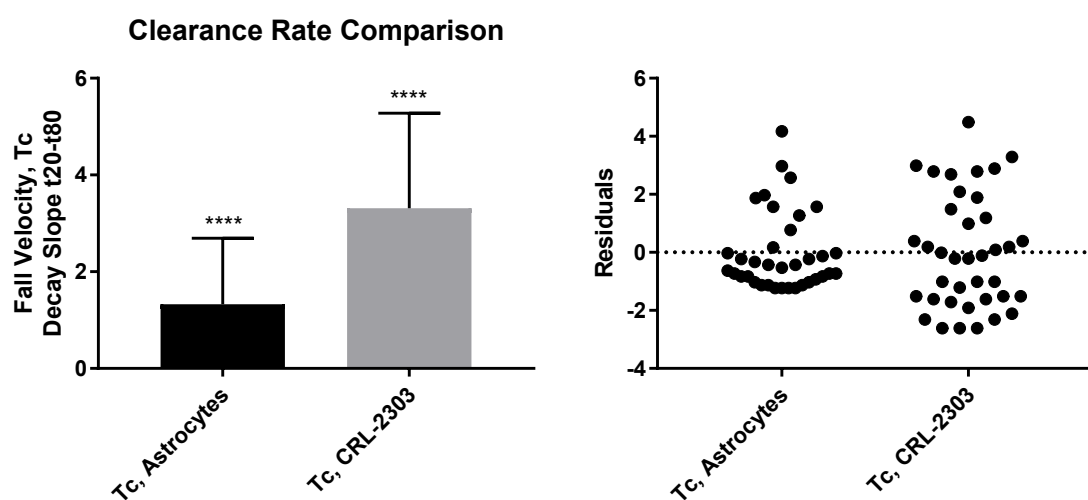 Clearance Rate Comparison
Fall Velocity, Tc
Decay Slope t20-t80
6
4
2
0
****
****
Tc, Astrocytes
Tc, CRL-2303
Residuals
6
4
2
0
-2
-4
Tc, Astrocytes
Tc, CRL-2303